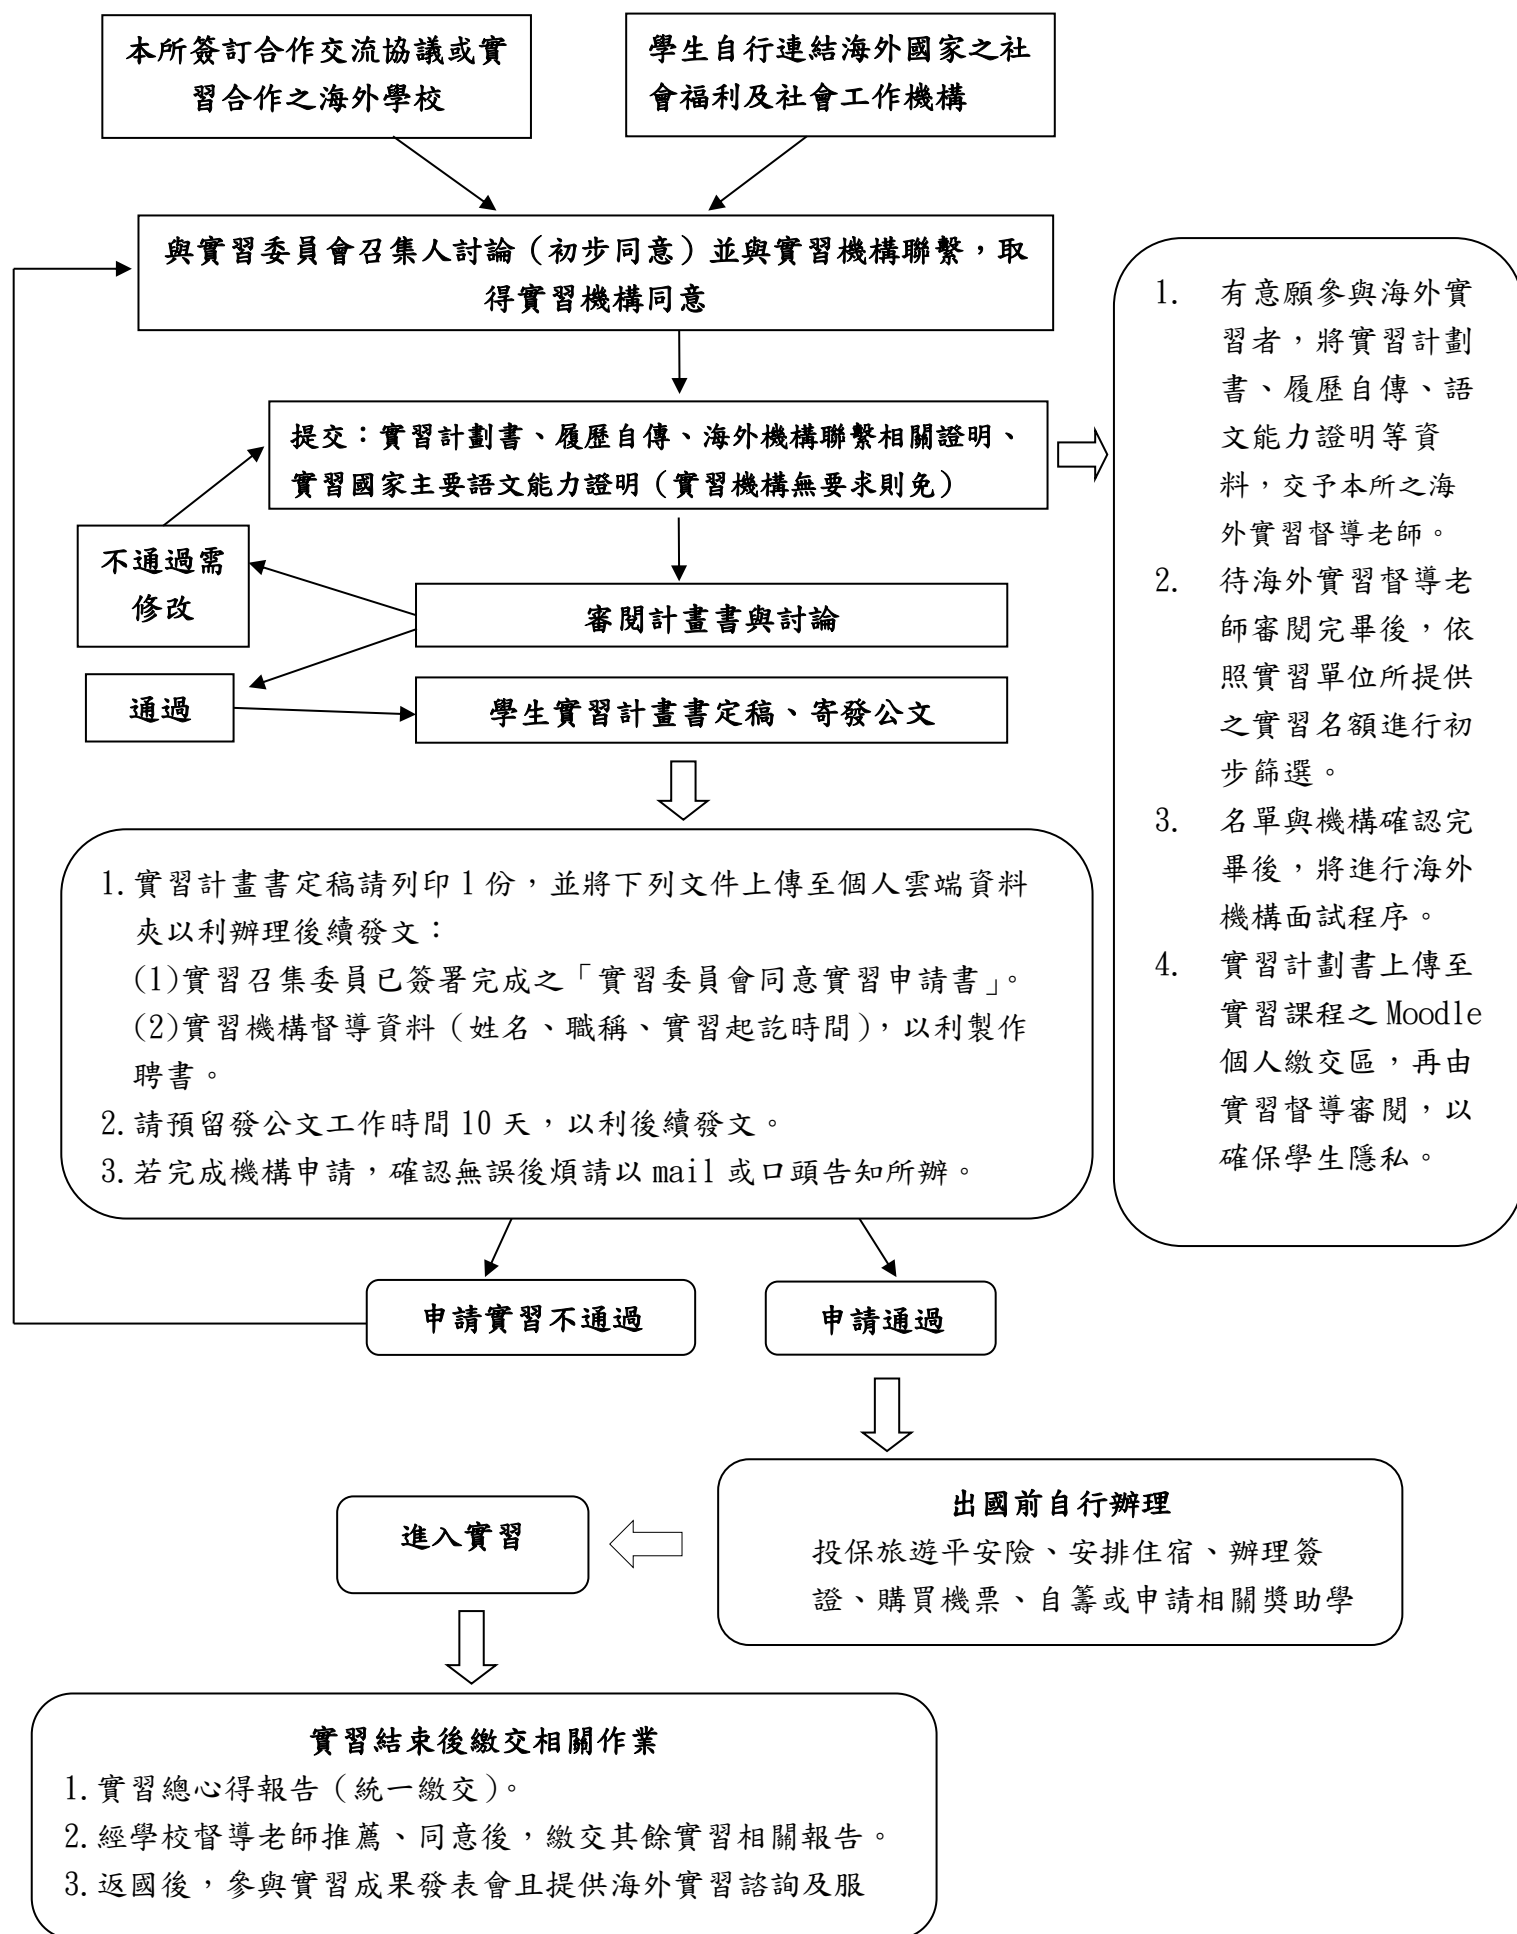 本所簽訂合作交流協議或實
習合作之海外學校
學生自行連結海外國家之社
會福利及社會工作機構
與實習委員會召集人討論（初步同意）並與實習機構聯繫，取
得實習機構同意
提交：實習計劃書、履歷自傳、海外機構聯繫相關證明、
實習國家主要語文能力證明（實習機構無要求則免）
1. 有意願參與海外實
習者，將實習計劃
書、履歷自傳、語
文能力證明等資
料，交予本所之海
外實習督導老師。
2. 待海外實習督導老
師審閱完畢後，依
照實習單位所提供
之實習名額進行初
步篩選。
3. 名單與機構確認完
畢後，將進行海外
機構面試程序。
4. 實習計劃書上傳至
實習課程之 Moodle
個人繳交區，再由
實習督導審閱，以
確保學生隱私。
不通過需
修改
審閱計畫書與討論
通過
學生實習計畫書定稿、寄發公文
1. 實習計畫書定稿請列印 1 份，並將下列文件上傳至個人雲端資料
夾以利辦理後續發文：
(1)實習召集委員已簽署完成之「實習委員會同意實習申請書」。
(2)實習機構督導資料（姓名、職稱、實習起訖時間），以利製作
聘書。
2. 請預留發公文工作時間 10 天，以利後續發文。
3. 若完成機構申請，確認無誤後煩請以 mail 或口頭告知所辦。
申請實習不通過
申請通過
出國前自行辦理
投保旅遊平安險、安排住宿、辦理簽
證、購買機票、自籌或申請相關獎助學
進入實習
實習結束後繳交相關作業
1. 實習總心得報告（統一繳交）。
2. 經學校督導老師推薦、同意後，繳交其餘實習相關報告。
3. 返國後，參與實習成果發表會且提供海外實習諮詢及服